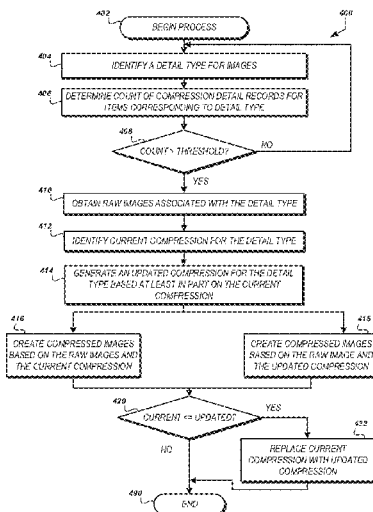 402
400
BEGIN PROCESS
404
IDENTIFY A DETAIL TYPE FOR IMAGES
406
DETERMINE COUNT OF COMPRESSION DETAIL RECORDS FOR
ITEMS CORRESPONDING TO DETAIL TYPE
408
COUNT > THRESHOLD?
NO
YES
410
OBTAIN RAW IMAGES ASSOCIATED WITH THE DETAIL TYPE
412
IDENTIFY CURRENT COMPRESSION FOR THE DETAIL TYPE
414
GENERATE AN UPDATED COMPRESSION FOR THE DETAIL
TYPE BASED AT LEAST IN PART ON THE CURRENT
COMPRESSION
416
CREATE COMPRESSED IMAGES
BASED ON THE RAW IMAGES AND
THE CURRENT COMPRESSION
418
CREATE COMPRESSED IMAGES
BASED ON THE RAW IMAGE AND
THE UPDATED COMPRESSION
420
CURRENT <= UPDATED?
YES
NO
422
REPLACE CURRENT
COMPRESSION WITH UPDATED
COMPRESSION
490
END